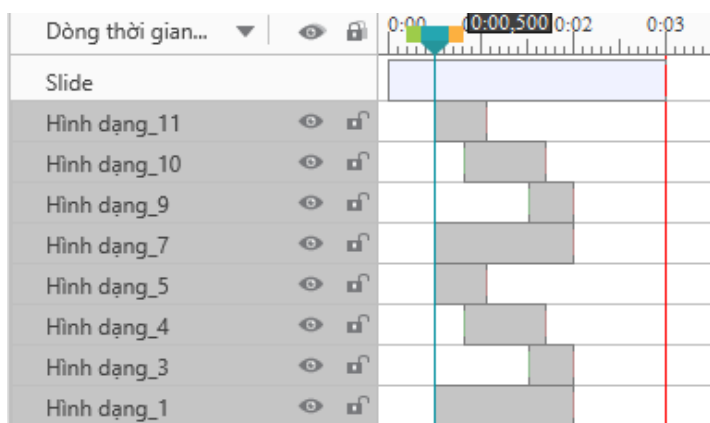 Dòng thời gian...
0:00 0:00,500 0:02 0:03
Slide
Hình dạng_11
Hình dạng_10
Hình dạng_9
Hình dạng_7
Hình dạng_5
Hình dạng_4
Hình dạng_3
Hình dạng_1